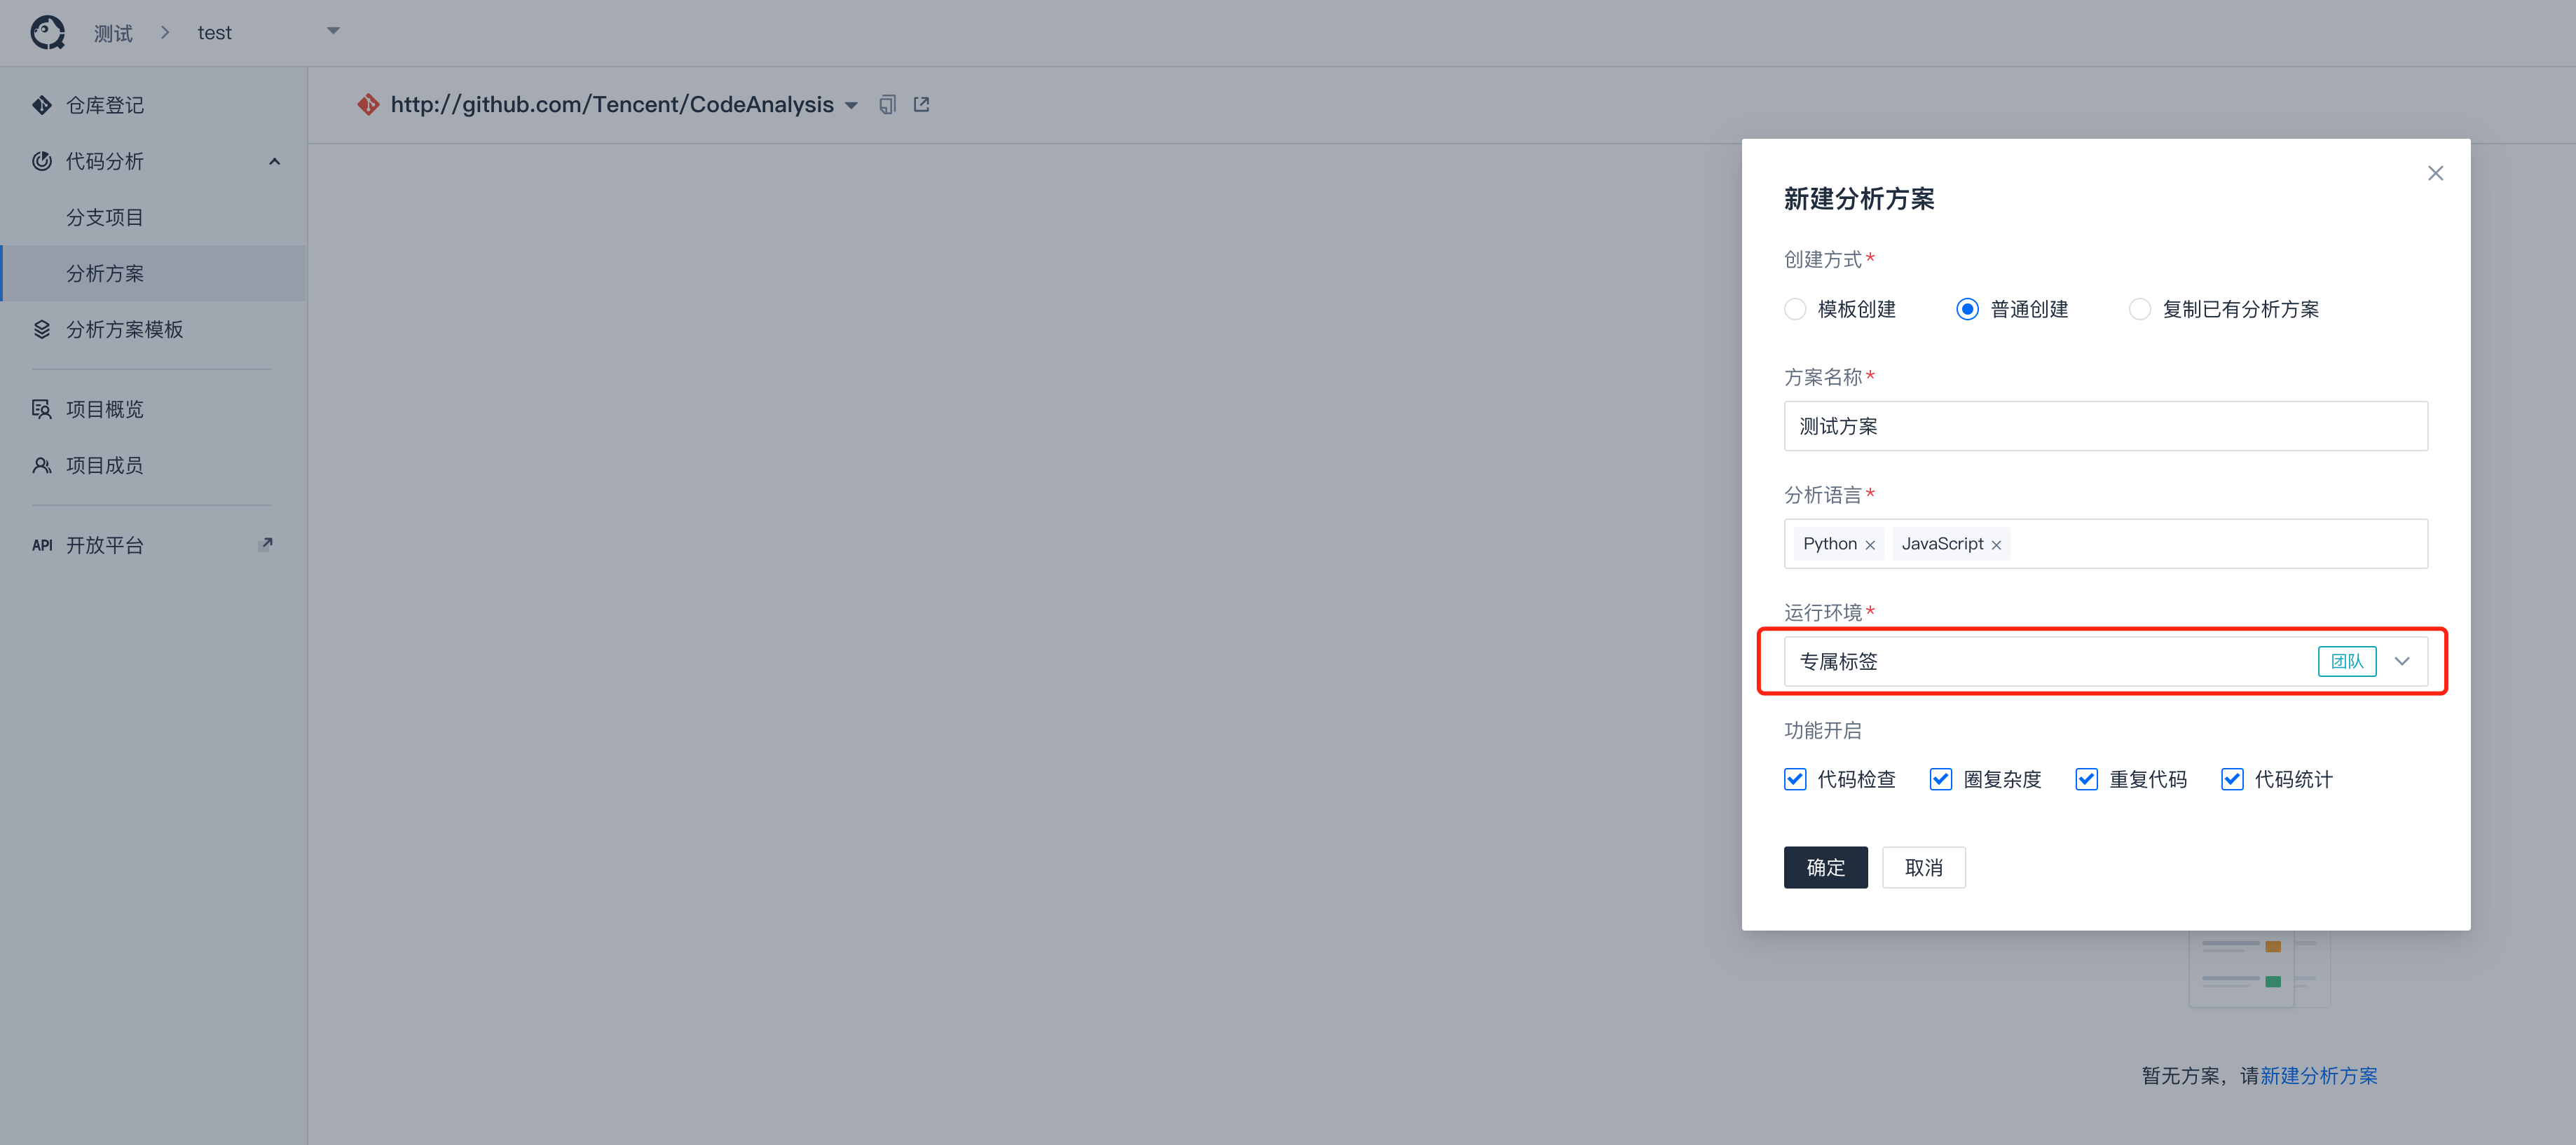 测试 > test
仓库登记
代码分析
分支项目
分析方案
分析方案模板
项目概览
项目成员
API 开放平台
http://github.com/Tencent/CodeAnalysis
新建分析方案
创建方式*
模板创建 普通创建 复制已有分析方案
方案名称*
测试方案
分析语言*
Python × JavaScript ×
运行环境*
专属标签 团队
功能开启
代码检查 圈复杂度 重复代码 代码统计
确定 取消
暂无方案，请新建分析方案